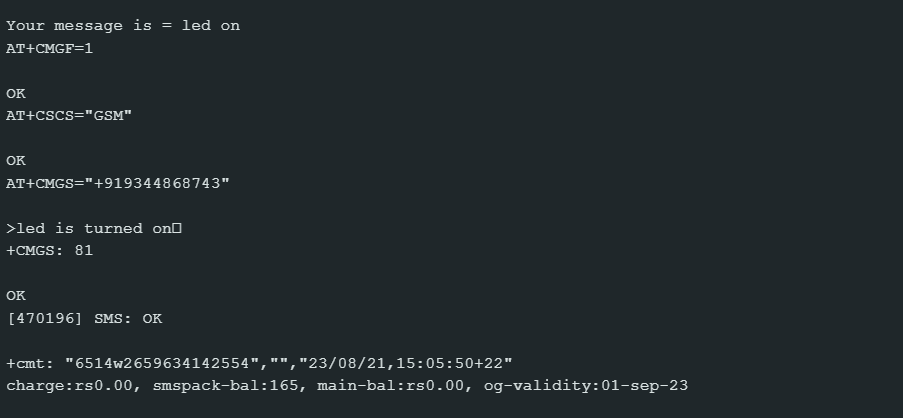 Your message is = led on
AT+CMGF=1
OK
AT+CSCS="GSM"
OK
AT+CMGS="+919344868743"
>led is turned on□
+CMGS: 81
OK
[470196] SMS: OK
+cmt: "6514w2659634142554","","23/08/21,15:05:50+22"
charge:rs0.00, smspack-bal:165, main-bal:rs0.00, og-validity:01-sep-23